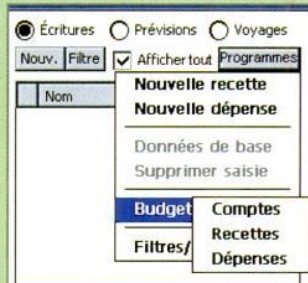 Écritures Prévisions Voyages
Nouv. Filtre Afficher tout Programmes
Nom
Nouvelle recette
Nouvelle dépense
Données de base
Supprimer saisie
Budget Comptes
Recettes
Filtres/
Dépenses